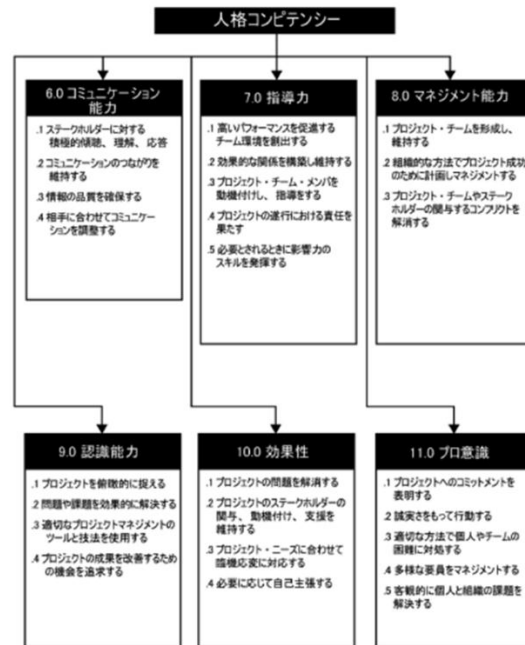 人格コンピテンシー
6.0 コミュニケーション
能力
.1 ステークホルダーに対する
積極的傾聴、理解、応答
.2 コミュニケーションのつながりを
維持する
.3 情報の品質を確保する
.4 相手に合わせてコミュニケー
ションを調整する
7.0 指導力
.1 高いパフォーマンスを促進する
チーム環境を創出する
.2 効果的な関係を構築し維持する
.3 プロジェクト・チーム・メンバを
動機付けし、指導をする
.4 プロジェクトの遂行における責任を
果たす
.5 必要とされるときに影響力の
スキルを発揮する
8.0 マネジメント能力
.1 プロジェクト・チームを形成し、
維持する
.2 組織的な方法でプロジェクト成功
のために計画しマネジメントする
.3 プロジェクト・チームやステーク
ホルダーの関与するコンフリクトを
解消する
9.0 認識能力
.1 プロジェクトを俯瞰的に捉える
.2 問題や課題を効果的に解決する
.3 適切なプロジェクトマネジメントの
ツールと技法を使用する
.4 プロジェクトの成果を改善するため
の機会を追求する
10.0 効果性
.1 プロジェクトの問題を解消する
.2 プロジェクトのステークホルダーの
関与、動機付け、支援を
維持する
.3 プロジェクト・ニーズに合わせて
臨機応変に対応する
.4 必要に応じて自己主張する
11.0 プロ意識
.1 プロジェクトへのコミットメントを
表明する
.2 誠実さをもって行動する
.3 適切な方法で個人やチームの
困難に対処する
.4 多様な要員をマネジメントする
.5 客観的に個人と組織の課題を
解決する